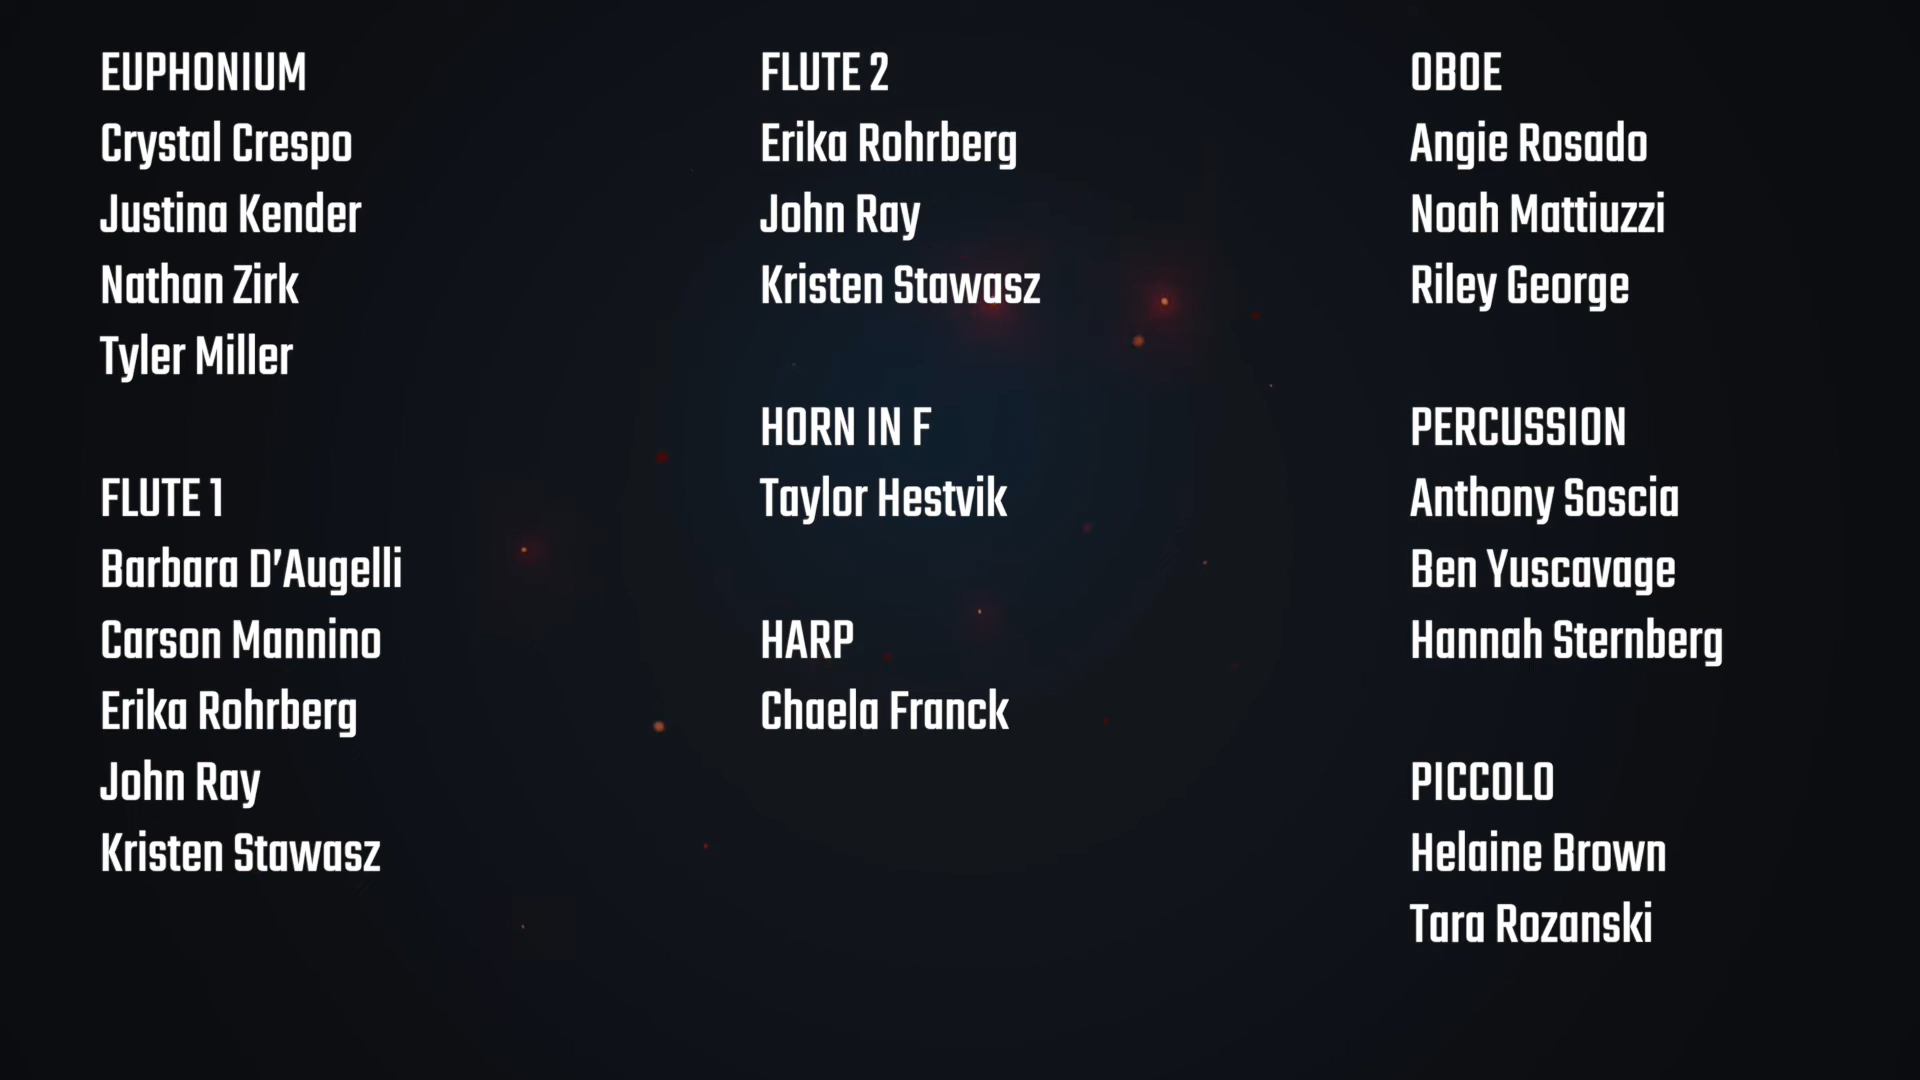 EUPHONIUM
Crystal Crespo
Justina Kender
Nathan Zirk
Tyler Miller
FLUTE 1
Barbara D'Augelli
Carson Mannino
Erika Rohrberg
John Ray
Kristen Stawasz
FLUTE 2
Erika Rohrberg
John Ray
Kristen Stawasz
HORN IN F
Taylor Hestvik
HARP
Chaela Franck
OBOE
Angie Rosado
Noah Mattiuzzi
Riley George
PERCUSSION
Anthony Soscia
Ben Yuscavage
Hannah Sternberg
PICCOLO
Helaine Brown
Tara Rozanski